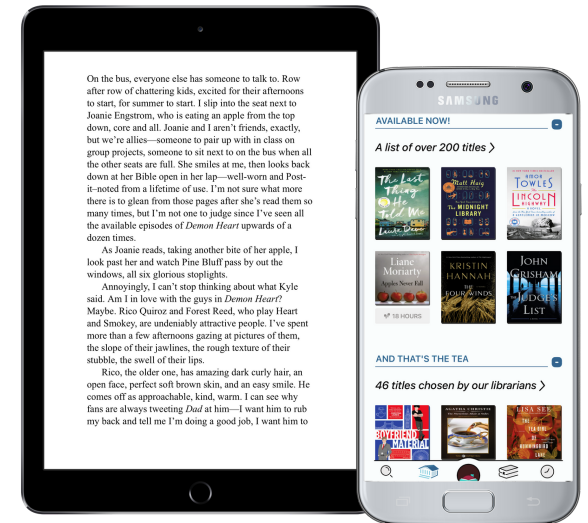 On the bus, everyone else has someone to talk to. Row
after row of chattering kids, excited for their afternoons
to start, for summer to start. I slip into the seat next to
Joanie Engstrom, who is eating an apple from the top
down, core and all. Joanie and I aren't friends, exactly,
but we're allies—someone to pair up with in class on
group projects, someone to sit next to on the bus when all
the other seats are full. She smiles at me, then looks back
down at her Bible open in her lap—well-worn and Post-
it–noted from a lifetime of use. I'm not sure what more
there is to glean from those pages after she's read them so
many times, but I'm not one to judge since I've seen all
the available episodes of Demon Heart upwards of a
dozen times.
As Joanie reads, taking another bite of her apple, I
look past her and watch Pine Bluff pass by out the
windows, all six glorious stoplights.
Annoyingly, I can't stop thinking about what Kyle
said. Am I in love with the guys in Demon Heart?
Maybe. Rico Quiroz and Forest Reed, who play Heart
and Smokey, are undeniably attractive people. I've spent
more than a few afternoons gazing at pictures of them,
the slope of their jawlines, the rough texture of their
stubble, the swell of their lips.
Rico, the older one, has amazing dark curly hair, an
open face, perfect soft brown skin, and an easy smile. He
comes off as approachable, kind, warm. I can see why
fans are always tweeting Dad at him—I want him to rub
my back and tell me I'm doing a good job, I want him to
SAMSUNG
AVAILABLE NOW!
A list of over 200 titles
The Last
Thing
He
Told Me
Laura Dave
Matt Haig
The MIDNIGHT
LIBRARY
AMOR
TOWLES
The
LINCOLN
HIGHWAY
Liane
Moriarty
Apples Never Fall
18 HOURS
KRISTIN
HANNAH
THE
FOUR WINDS
JOHN
GRISHAM
THE JUDGE'S
LIST
AND THAT'S THE TEA
46 titles chosen by our librarians
BOYFRIEND
MATERIAL
AGATHA CHRISTIE
LISA SEE
THE
TEA GIRL
OF
HUMMINGBIRD
LANE